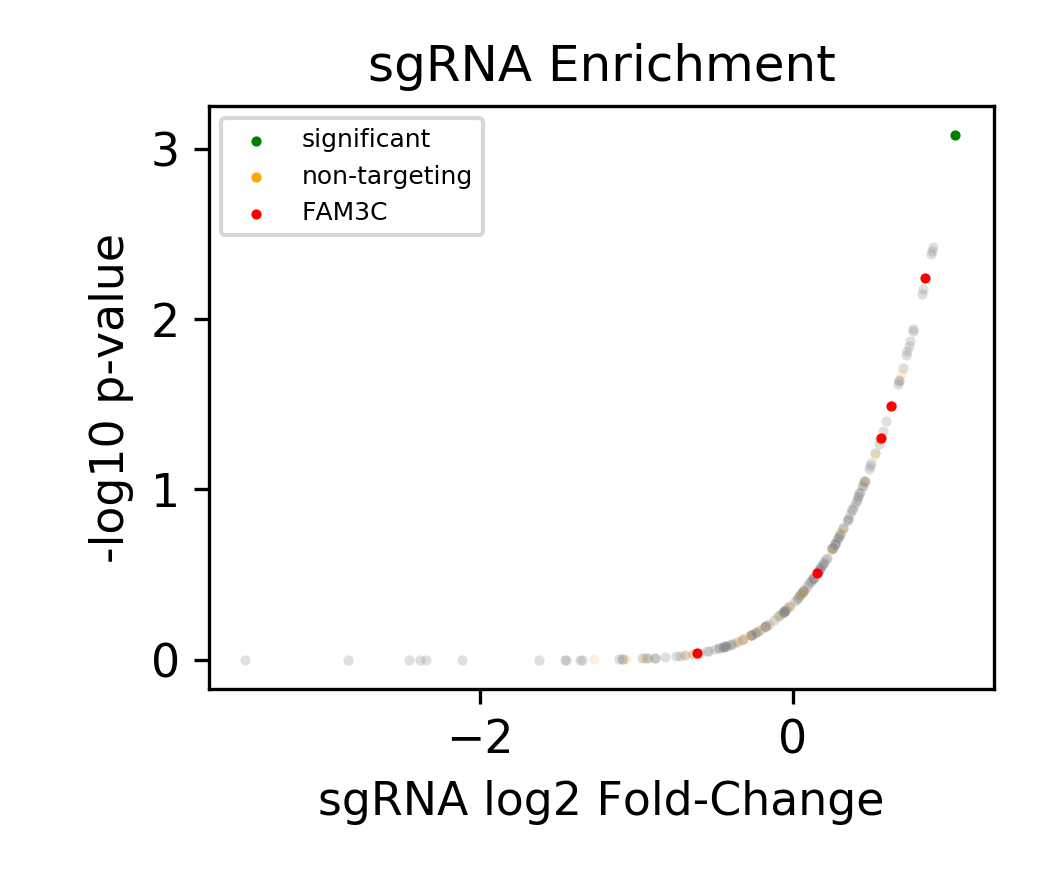 sgRNA Enrichment
significant
non-targeting
FAM3C
3
2
1
0
-log10 p-value
−2
0
sgRNA log2 Fold-Change